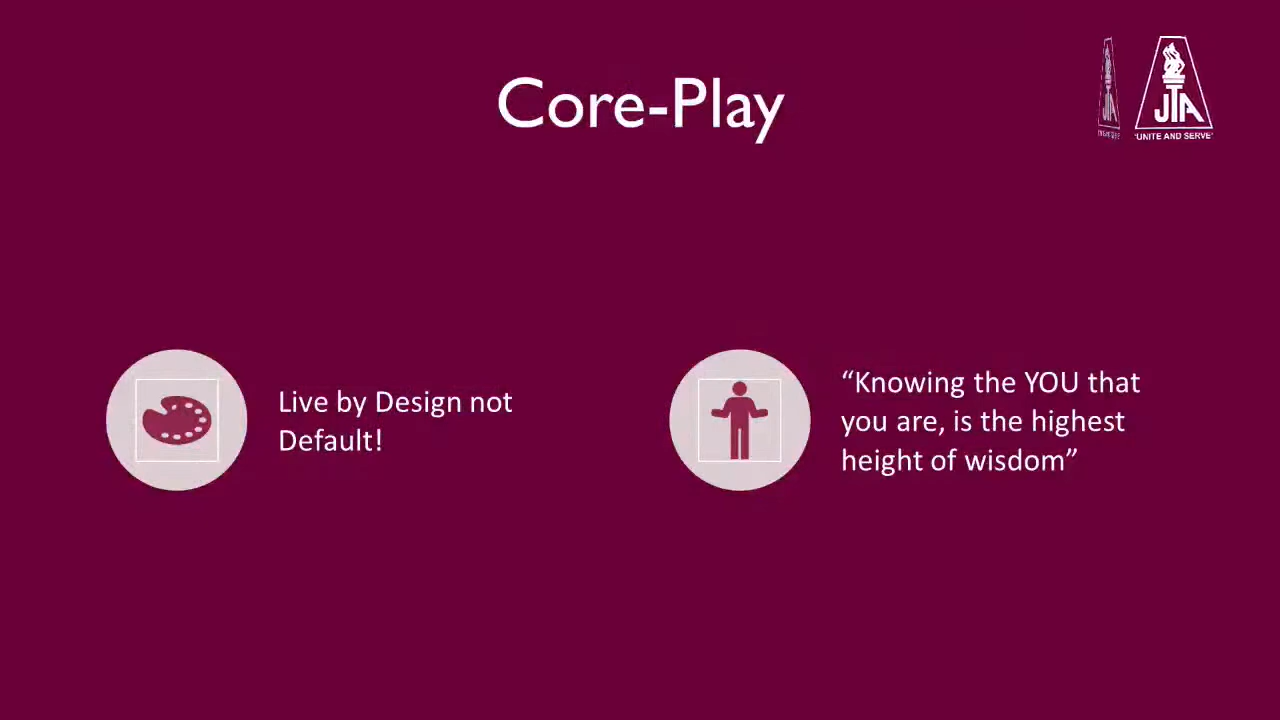 Core-Play
JTA
"UNITE AND SERVE"
Live by Design not
Default!
“Knowing the YOU that
you are, is the highest
height of wisdom”